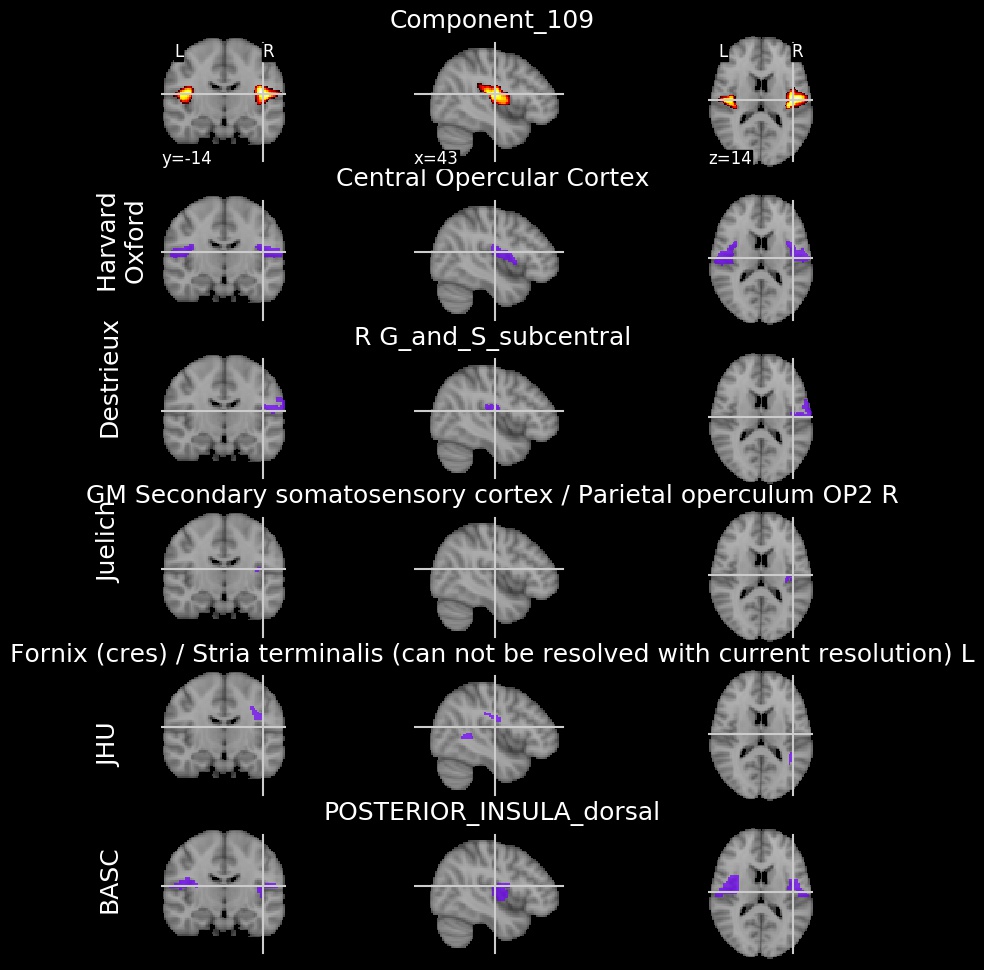 Component_109
L R L R
y=-14 x=43 z=14
Central Opercular Cortex
Harvard
Oxford
R G_and_S_subcentral
Destrieux
GM Secondary somatosensory cortex / Parietal operculum OP2 R
Juelich
Fornix (cres) / Stria terminalis (can not be resolved with current resolution) L
JHU
POSTERIOR_INSULA_dorsal
BASC